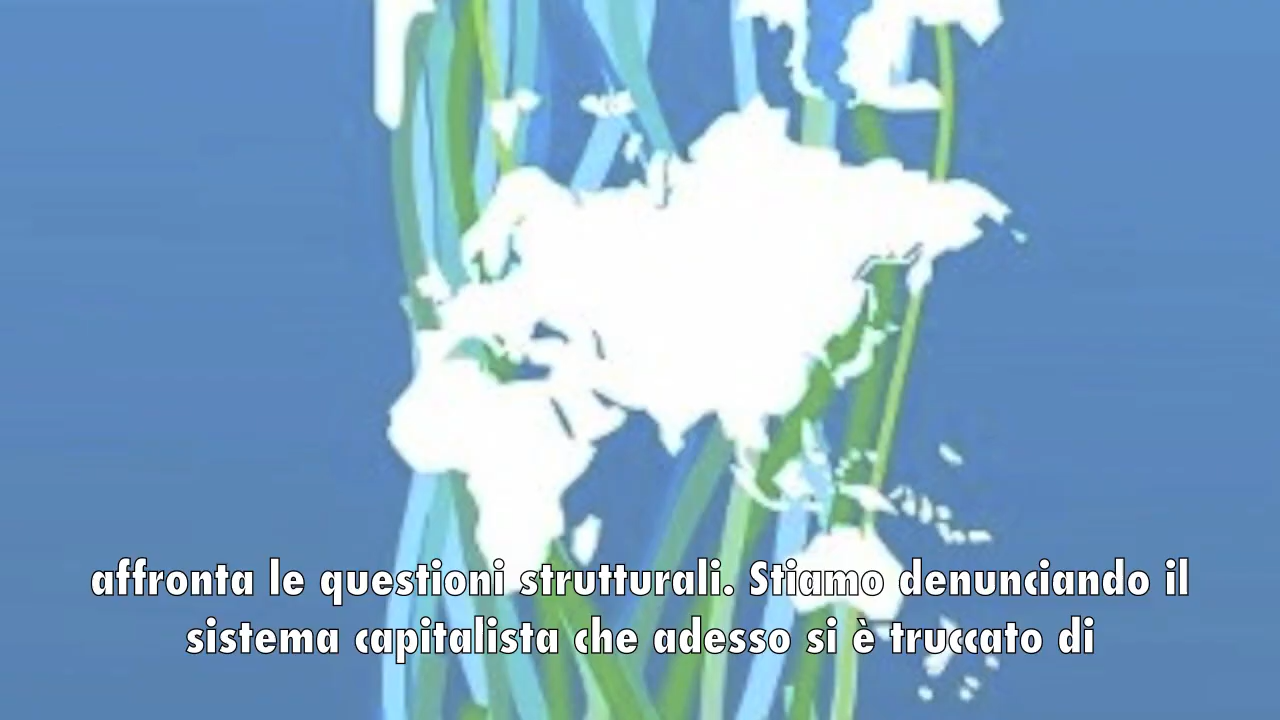 affronta le questioni strutturali. Stiamo denunciando il
sistema capitalista che adesso si è truccato di